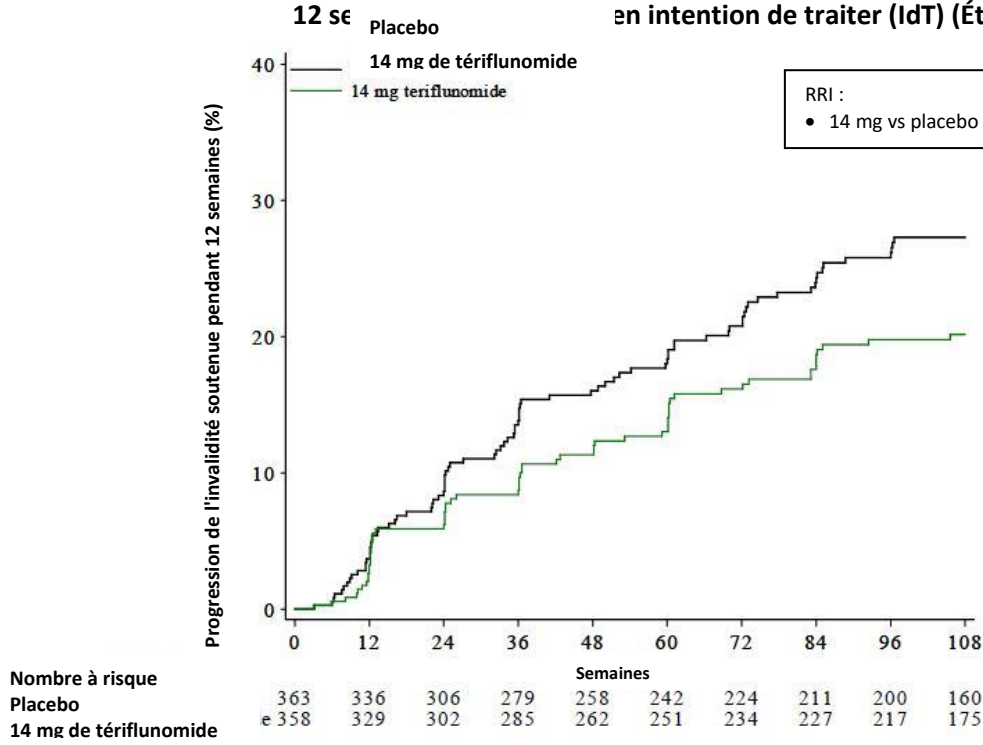 12 se en intention de traiter (IdT) (Ét
Placebo
14 mg de tériflunomide
14 mg teriflunomide
RRI :
• 14 mg vs placebo
Progression de l'invalidité soutenue pendant 12 semaines (%)
40
30
20
10
0
0 12 24 36 48 60 72 84 96 108
Semaines
Nombre à risque
Placebo 363 336 306 279 258 242 224 211 200 160
14 mg de tériflunomide e 358 329 302 285 262 251 234 227 217 175